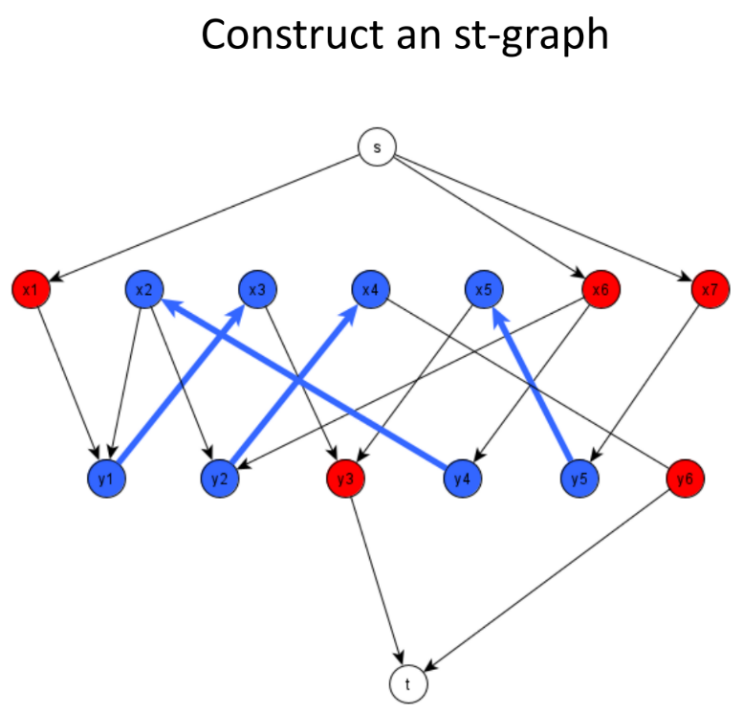 Construct an st-graph
s
x1 x2 x3 x4 x5 x6 x7
y1 y2 y3 y4 y5 y6
t